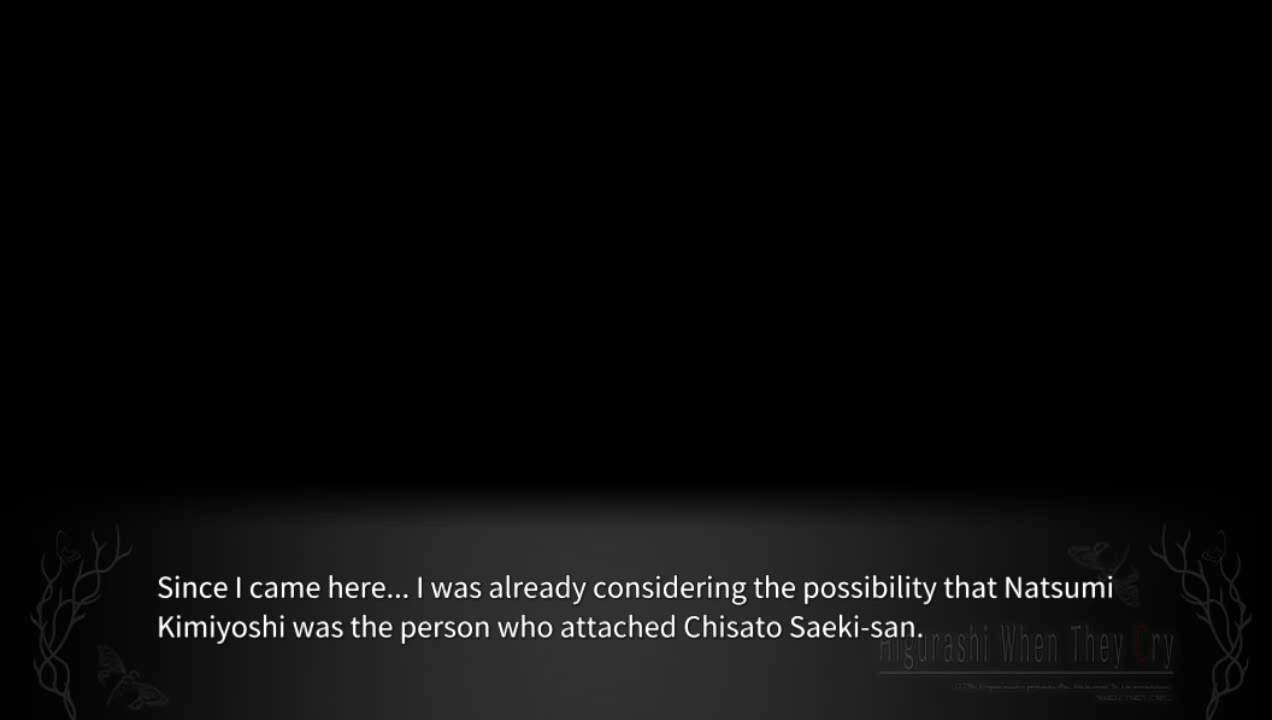 Since I came here... I was already considering the possibility that Natsumi
Kimiyoshi was the person who attached Chisato Saeki-san.
Higurashi When They Cry